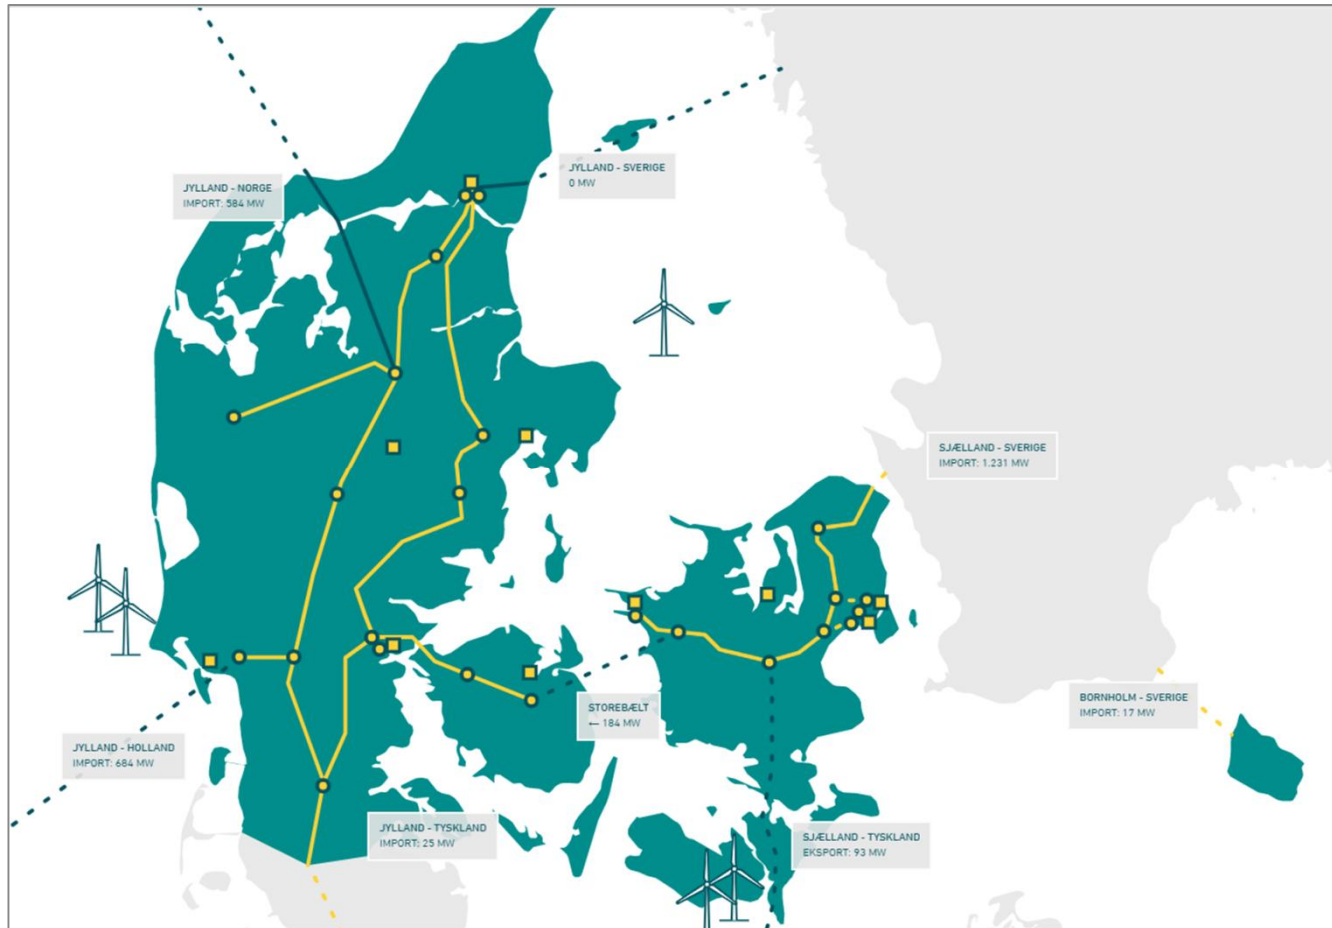 JYLLAND - SVERIGE
0 MW
JYLLAND - NORGE
IMPORT: 584 MW
SJÆLLAND - SVERIGE
IMPORT: 1.231 MW
BORNHOLM - SVERIGE
IMPORT: 17 MW
STOREBÆLT
← 184 MW
JYLLAND - HOLLAND
IMPORT: 684 MW
JYLLAND - TYSKLAND
IMPORT: 25 MW
SJÆLLAND - TYSKLAND
EKSPORT: 93 MW